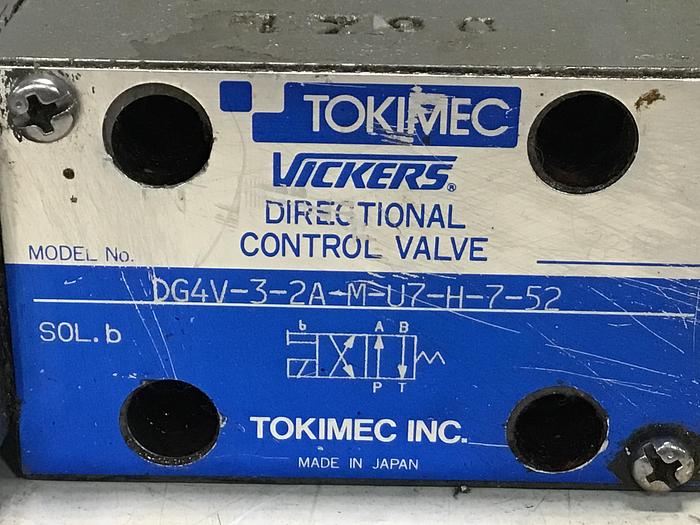 TOKIMEC
VICKERS®
DIRECTIONAL
CONTROL VALVE
MODEL No.
DG4V-3-2A-M-U7-H-7-52
SOL.b
b A B
P T
TOKIMEC INC.
MADE IN JAPAN